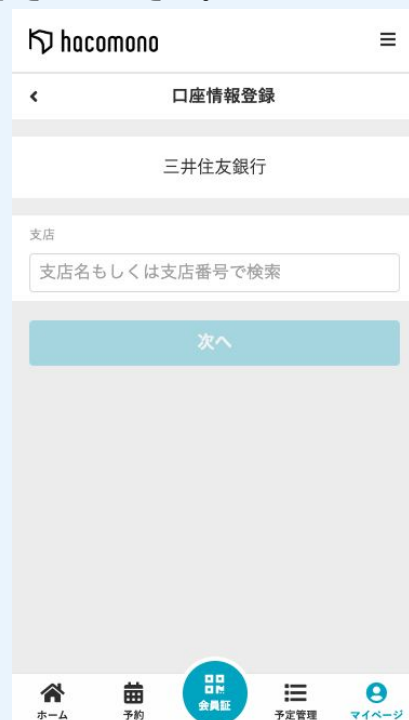 hacomono
口座情報登録
三井住友銀行
支店
支店名もしくは支店番号で検索
次へ
ホーム
予約
会員証
予定管理
マイページ